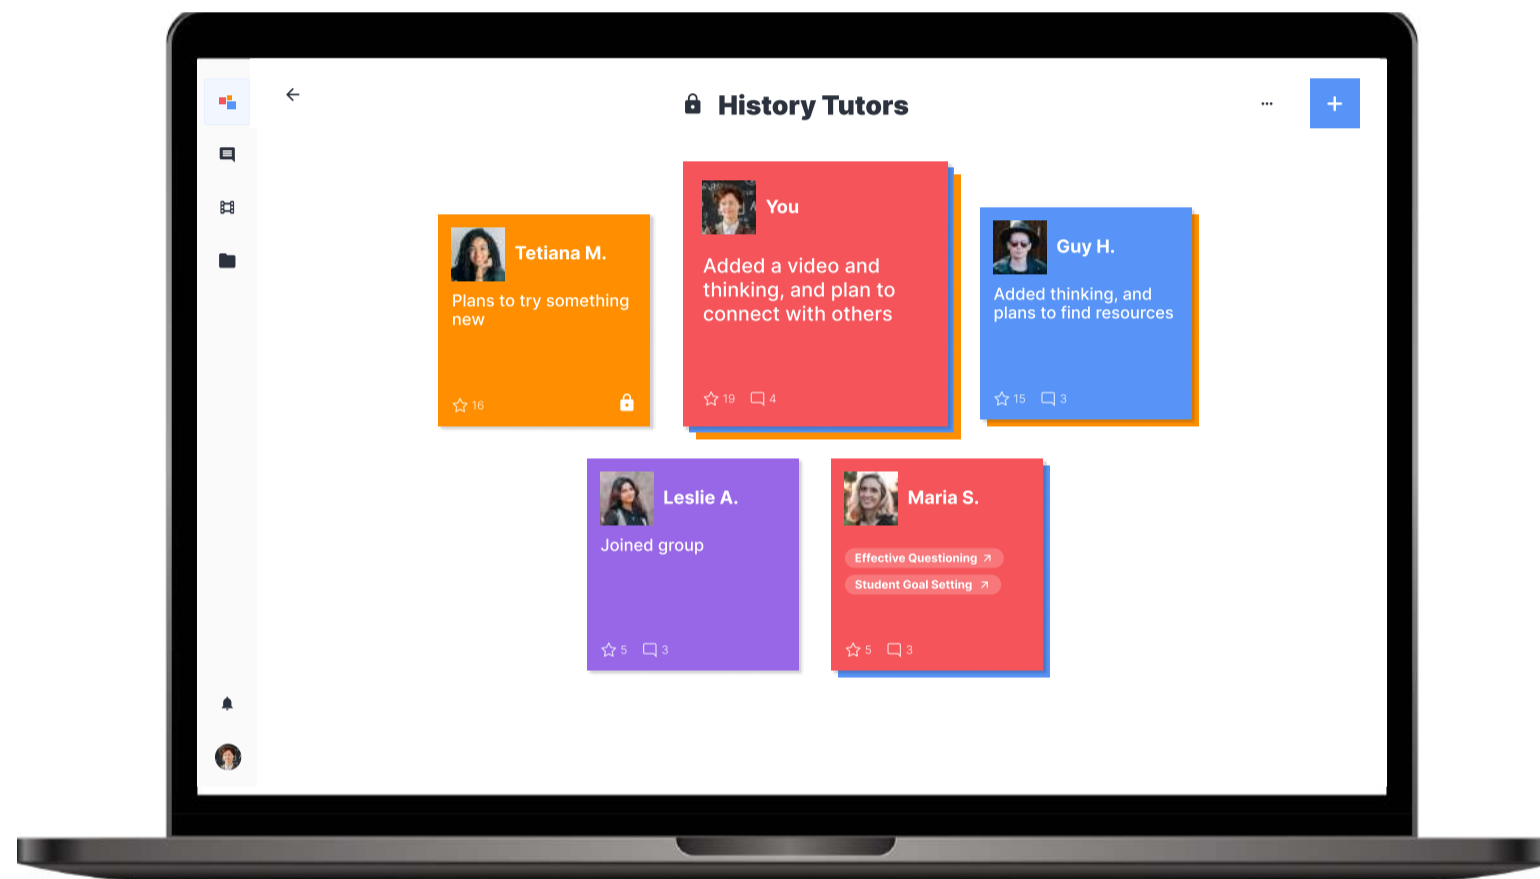 History Tutors
Tetiana M.
Plans to try something
new
16
You
Added a video and
thinking, and plan to
connect with others
19 4
Guy H.
Added thinking, and
plans to find resources
15 3
Leslie A.
Joined group
5 3
Maria S.
Effective Questioning
Student Goal Setting
5 3